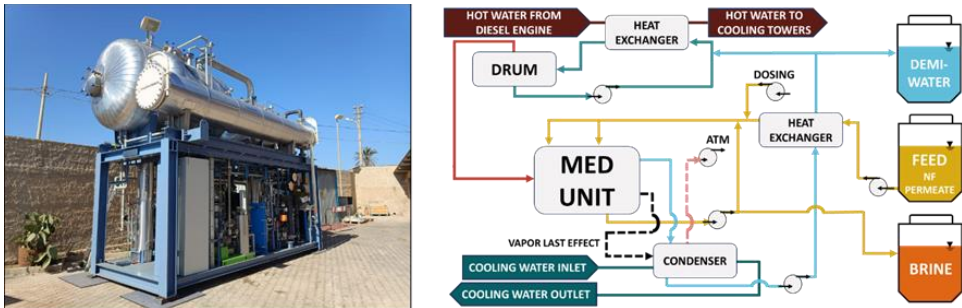 HOT WATER FROM
DIESEL ENGINE
HEAT
EXCHANGER
HOT WATER TO
COOLING TOWERS
DRUM
DEMI-
WATER
DOSING
HEAT
EXCHANGER
ATM
MED
UNIT
FEED
NF
PERMEATE
VAPOR LAST EFFECT
CONDENSER
COOLING WATER INLET
COOLING WATER OUTLET
BRINE